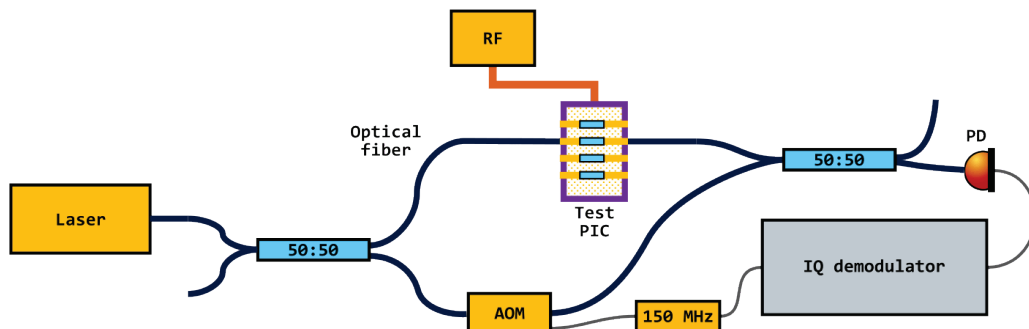 RF
Optical
fiber
PD
50:50
Test
PIC
Laser
50:50
IQ demodulator
AOM
150 MHz